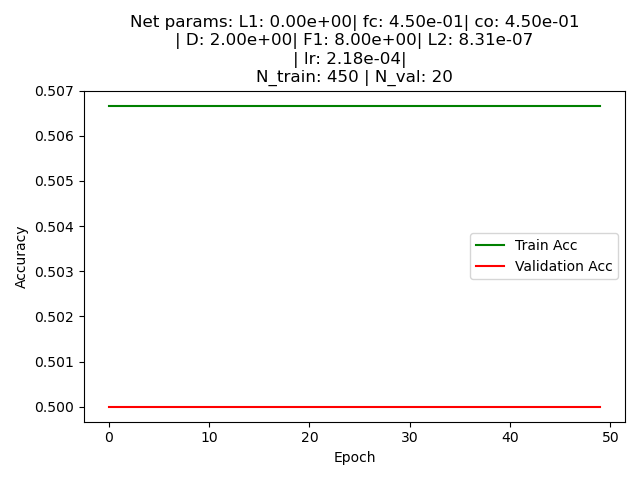 Net params: L1: 0.00e+00| fc: 4.50e-01| co: 4.50e-01
| D: 2.00e+00| F1: 8.00e+00| L2: 8.31e-07
| lr: 2.18e-04|
N_train: 450 | N_val: 20
0.507
0.506
0.505
0.504
0.503
0.502
0.501
0.500
Accuracy
Train Acc
Validation Acc
0 10 20 30 40 50
Epoch